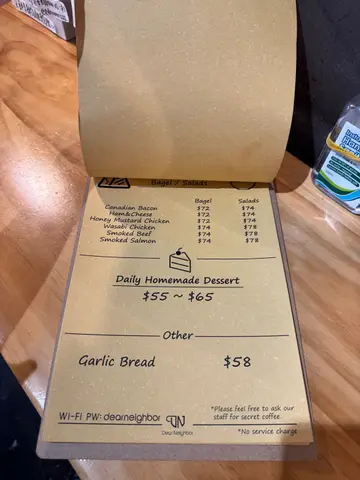 Bagel / Salads
Bagel Salads
Canadian Bacon $72 $74
Ham&Cheese $72 $74
Honey Mustard Chicken $72 $74
Wasabi Chicken $74 $78
Smoked Beef $74 $78
Smoked Salmon $74 $78
Daily Homemade Dessert
$55 ~ $65
Other
Garlic Bread $58
WI-FI PW: dearneighbor
DN
DearNeighbor
*Please feel free to ask our
staff for secret coffee
*No service charge